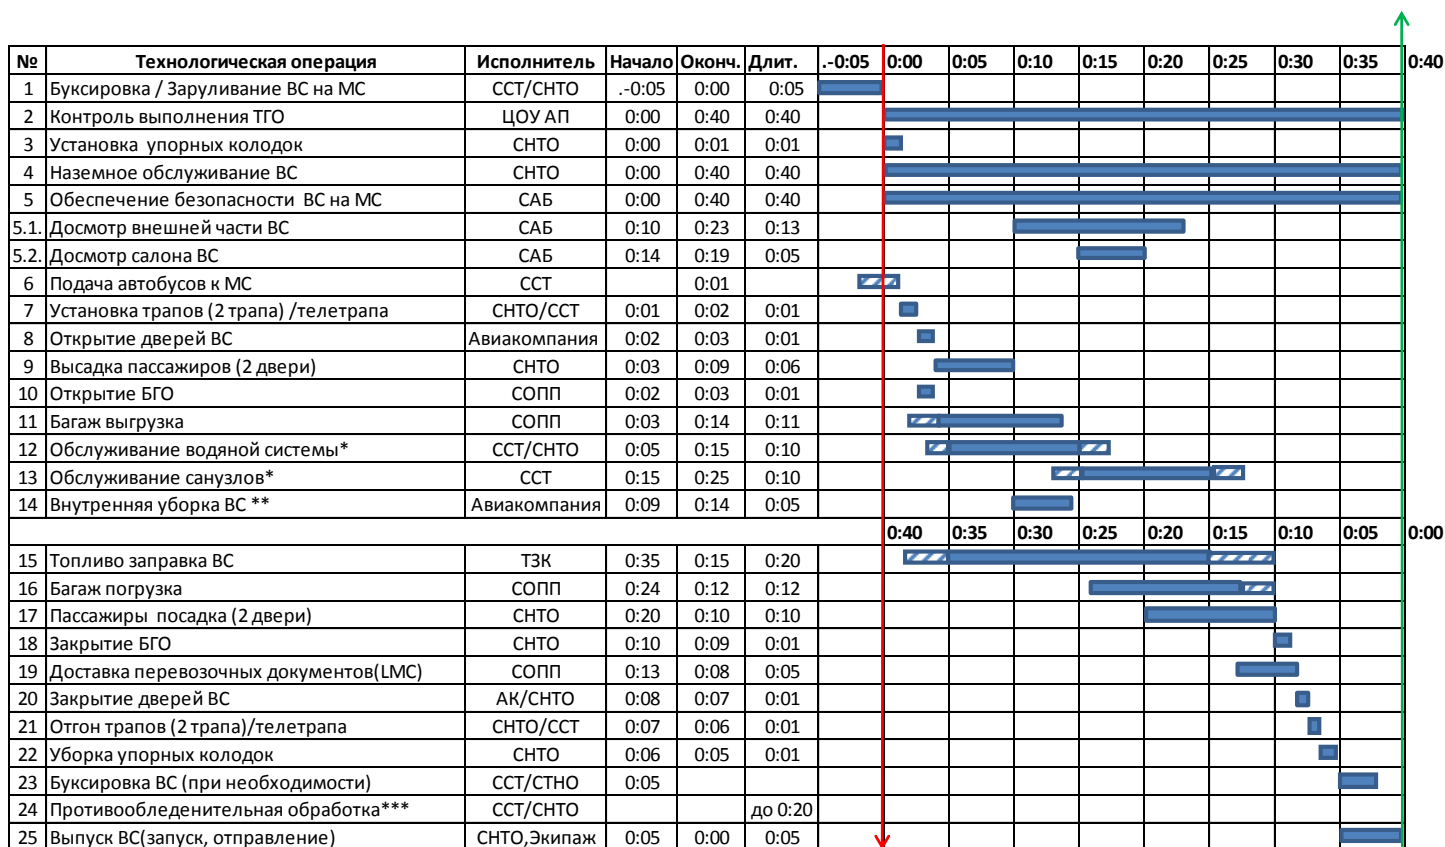 № Технологическая операция Исполнитель Начало Оконч. Длит. .-0:05 0:00 0:05 0:10 0:15 0:20 0:25 0:30 0:35 0:40
1 Буксировка / Заруливание ВС на МС ССТ/СНТО .-0:05 0:00 0:05
2 Контроль выполнения ТГО ЦОУ АП 0:00 0:40 0:40
3 Установка упорных колодок СНТО 0:00 0:01 0:01
4 Наземное обслуживание ВС СНТО 0:00 0:40 0:40
5 Обеспечение безопасности ВС на МС САБ 0:00 0:40 0:40
5.1. Досмотр внешней части ВС САБ 0:10 0:23 0:13
5.2. Досмотр салона ВС САБ 0:14 0:19 0:05
6 Подача автобусов к МС ССТ 0:01
7 Установка трапов (2 трапа) /телетрапа СНТО/ССТ 0:01 0:02 0:01
8 Открытие дверей ВС Авиакомпания 0:02 0:03 0:01
9 Высадка пассажиров (2 двери) СНТО 0:03 0:09 0:06
10 Открытие БГО СОПП 0:02 0:03 0:01
11 Багаж выгрузка СОПП 0:03 0:14 0:11
12 Обслуживание водяной системы* ССТ/СНТО 0:05 0:15 0:10
13 Обслуживание санузлов* ССТ 0:15 0:25 0:10
14 Внутренняя уборка ВС ** Авиакомпания 0:09 0:14 0:05
0:40 0:35 0:30 0:25 0:20 0:15 0:10 0:05 0:00
15 Топливо заправка ВС ТЗК 0:35 0:15 0:20
16 Багаж погрузка СОПП 0:24 0:12 0:12
17 Пассажиры посадка (2 двери) СНТО 0:20 0:10 0:10
18 Закрытие БГО СНТО 0:10 0:09 0:01
19 Доставка перевозочных документов(LMC) СОПП 0:13 0:08 0:05
20 Закрытие дверей ВС АК/СНТО 0:08 0:07 0:01
21 Отгон трапов (2 трапа)/телетрапа СНТО/ССТ 0:07 0:06 0:01
22 Уборка упорных колодок СНТО 0:06 0:05 0:01
23 Буксировка ВС (при необходимости) ССТ/СТНО 0:05
24 Противообледенительная обработка*** ССТ/СНТО до 0:20
25 Выпуск ВС(запуск, отправление) СНТО,Экипаж 0:05 0:00 0:05